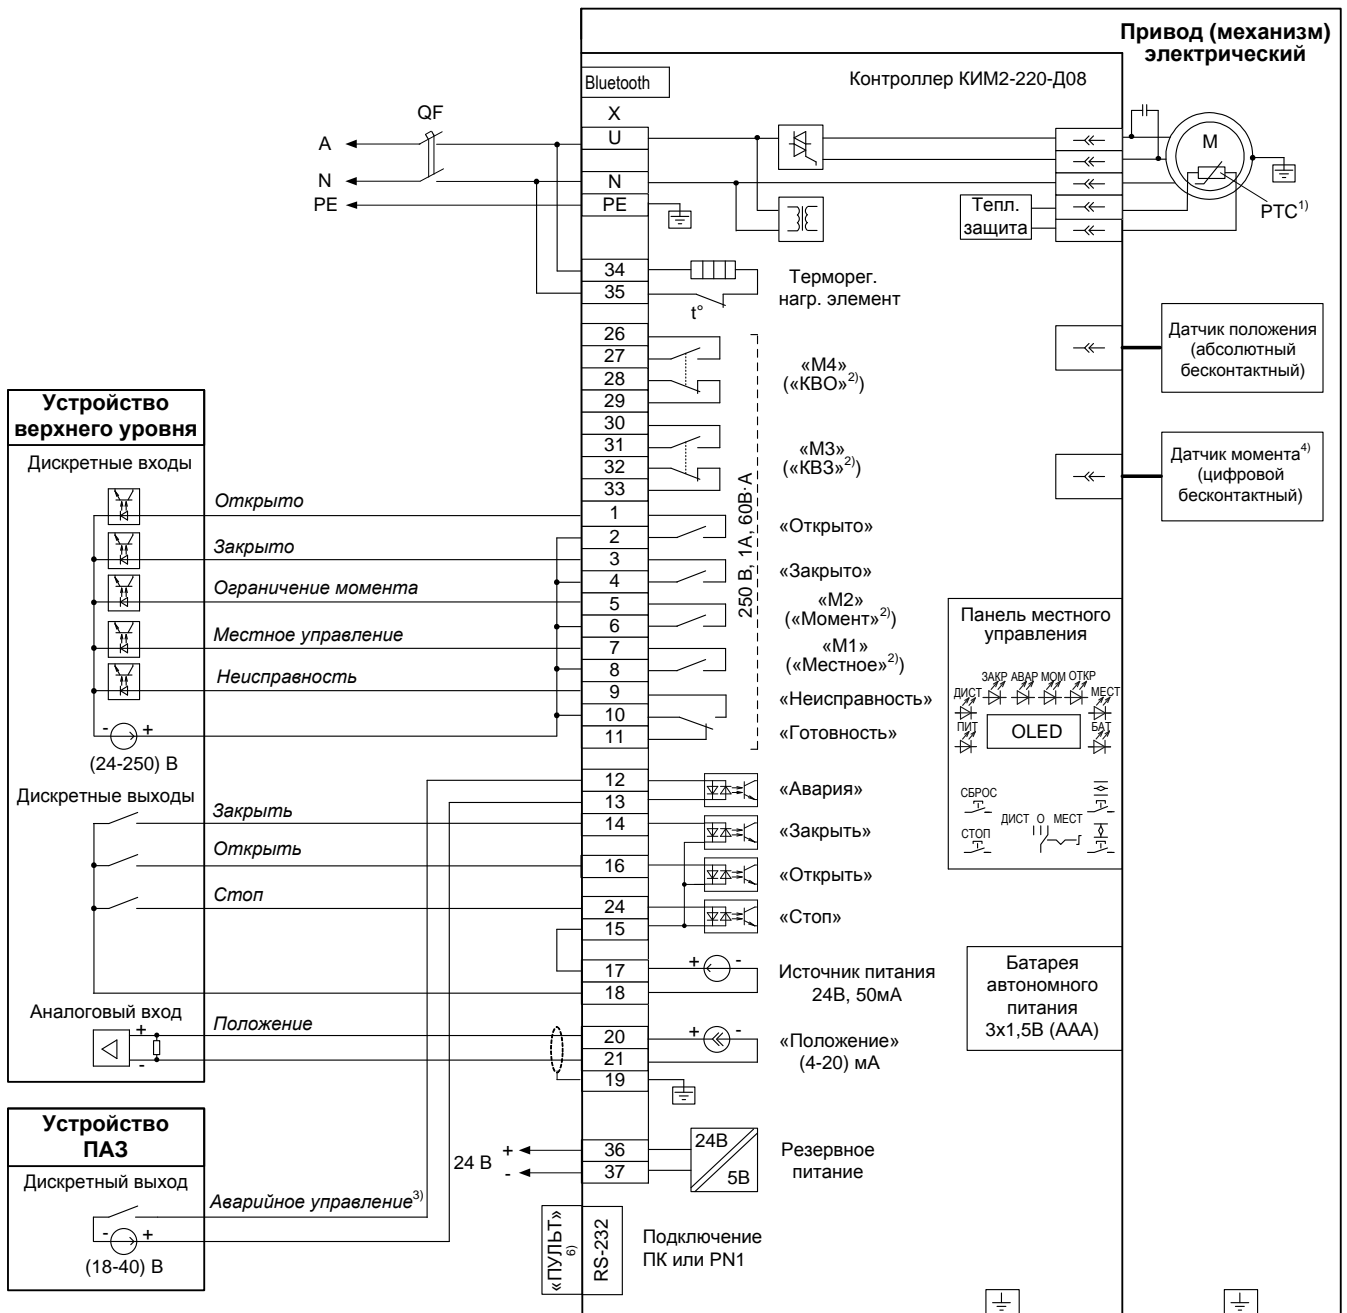 Привод (механизм)
электрический
Контроллер КИМ2-220-Д08
Bluetooth
X
QF
A
U
N
N
PE
PE
M
PTC1)
Тепл.
защита
34
35
t°
Терморег.
нагр. элемент
26
27
28
29
«М4»
(«КВО»2))
30
31
32
33
«М3»
(«КВЗ»2))
250 В, 1А, 60В·А
Датчик положения
(абсолютный
бесконтактный)
Датчик момента4)
(цифровой
бесконтактный)
Устройство
верхнего уровня
Дискретные входы
Открыто
1
2
«Открыто»
Закрыто
3
4
«Закрыто»
Ограничение момента
5
6
«М2»
(«Момент»2))
Местное управление
7
8
«М1»
(«Местное»2))
Неисправность
9
10
11
«Неисправность»
«Готовность»
- +
(24-250) В
Панель местного
управления
ЗАКР АВАР МОМ ОТКР
ДИСТ МЕСТ
ПИТ OLED БАТ
СБРОС
ДИСТ О МЕСТ
СТОП
12
13
«Авария»
Дискретные выходы
Закрыть
14
«Закрыть»
Открыть
16
«Открыть»
Стоп
24
15
«Стоп»
17
18
+ -
Источник питания
24В, 50мА
Батарея
автономного
питания
3x1,5В (ААА)
Аналоговый вход
+
-
Положение
20
21
19
+ -
«Положение»
(4-20) мА
Устройство
ПАЗ
Дискретный выход
Аварийное управление3)
- +
(18-40) В
24 В
+
-
36
37
24В
5В
Резервное
питание
«ПУЛЬТ»
6)
RS-232
Подключение
ПК или PN1